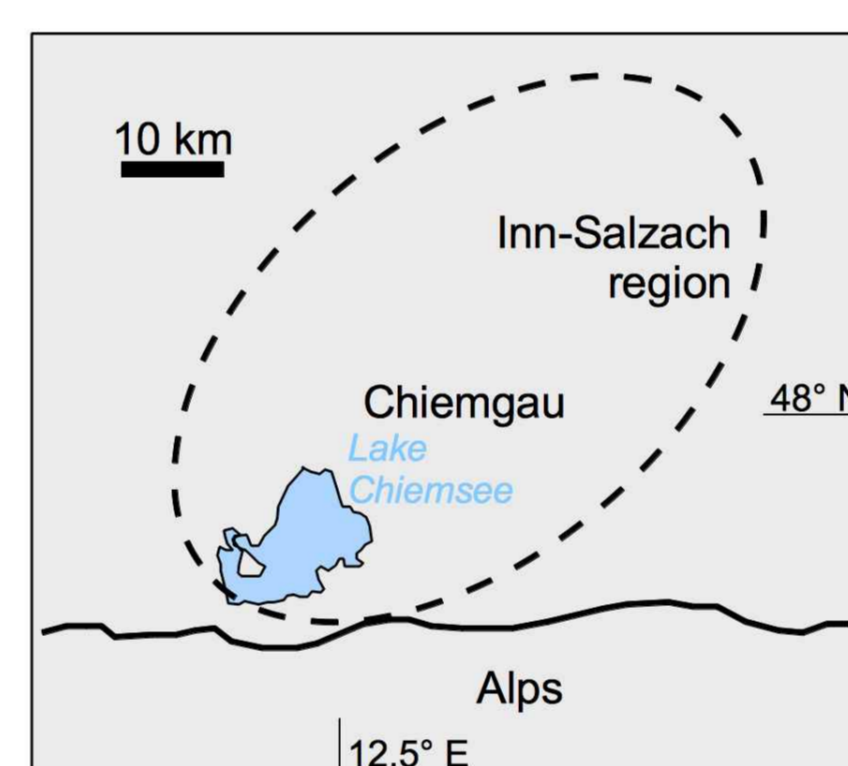 10 km
Inn-Salzach
region
Chiemgau
Lake
Chiemsee
48° N
Alps
12.5° E